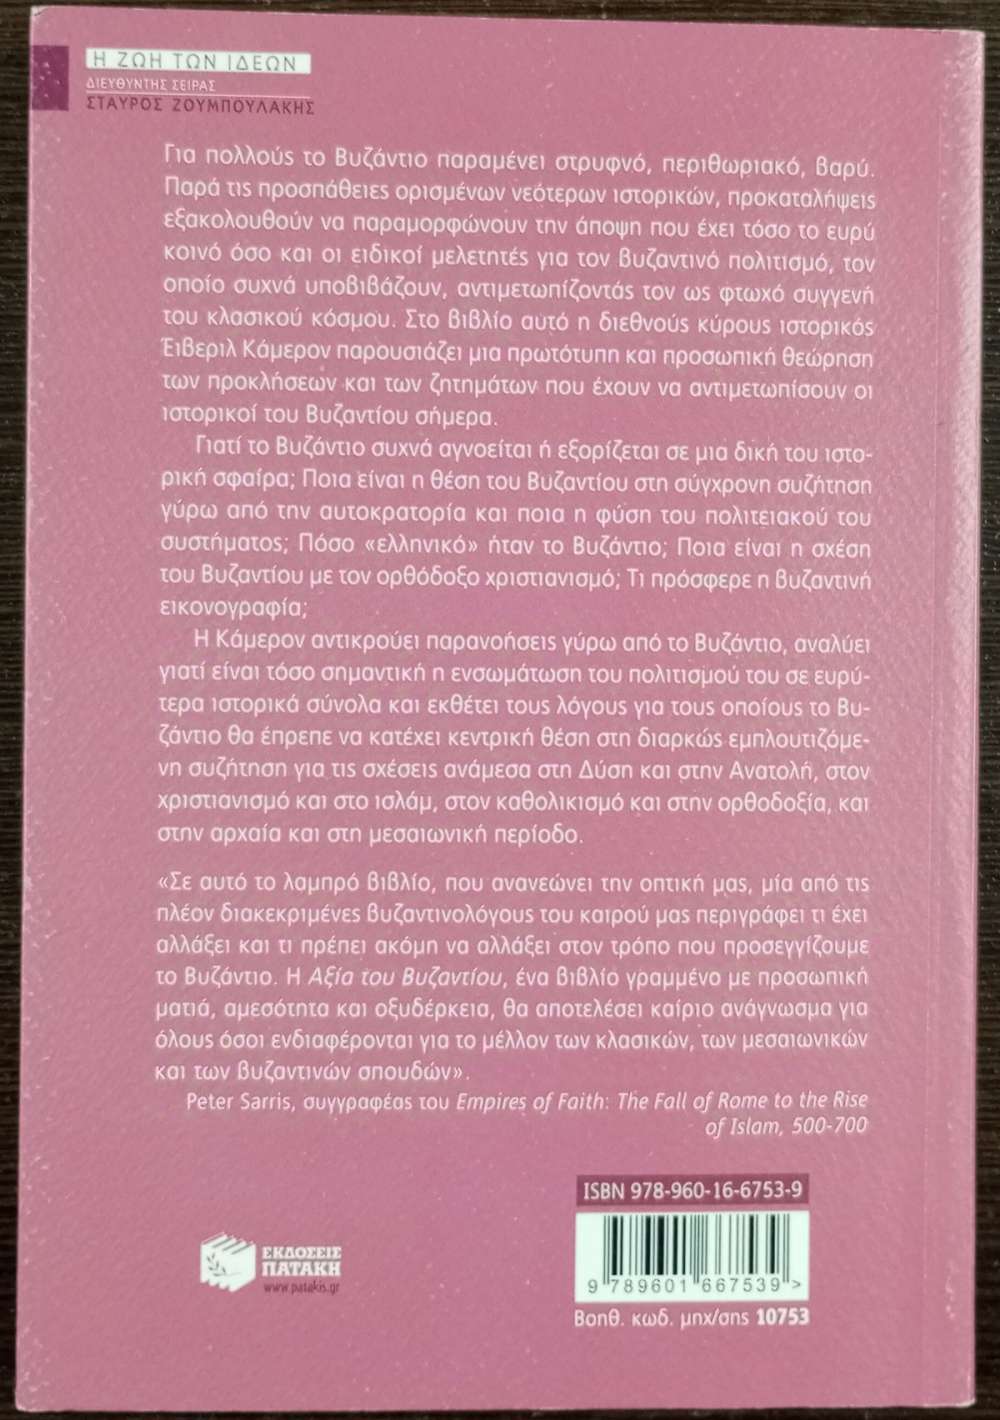 Η ΖΩΗ ΤΩΝ ΙΔΕΩΝ
ΔΙΕΥΘΥΝΤΗΣ ΣΕΙΡΑΣ
ΣΤΑΥΡΟΣ ΖΟΥΜΠΟΥΛΑΚΗΣ
Για πολλούς το Βυζάντιο παραμένει στρυφνό, περιθωριακό, βαρύ.
Παρά τις προσπάθειες ορισμένων νεότερων ιστορικών, προκαταλήψεις
εξακολουθούν να παραμορφώνουν την άποψη που έχει τόσο το ευρύ
κοινό όσο και οι ειδικοί μελετητές για τον βυζαντινό πολιτισμό, τον
οποίο συχνά υποβιβάζουν, αντιμετωπίζοντάς τον ως φτωχό συγγενή
του κλασικού κόσμου. Στο βιβλίο αυτό η διεθνούς κύρους ιστορικός
Έιβεριλ Κάμερον παρουσιάζει μια πρωτότυπη και προσωπική θεώρηση
των προκλήσεων και των ζητημάτων που έχουν να αντιμετωπίσουν οι
ιστορικοί του Βυζαντίου σήμερα.
Γιατί το Βυζάντιο συχνά αγνοείται ή εξορίζεται σε μια δική του ιστο-
ρική σφαίρα; Ποια είναι η θέση του Βυζαντίου στη σύγχρονη συζήτηση
γύρω από την αυτοκρατορία και ποια η φύση του πολιτειακού του
συστήματος; Πόσο «ελληνικό» ήταν το Βυζάντιο; Ποια είναι η σχέση
του Βυζαντίου με τον ορθόδοξο χριστιανισμό; Τι πρόσφερε η βυζαντινή
εικονογραφία;
Η Κάμερον αντικρούει παρανοήσεις γύρω από το Βυζάντιο, αναλύει
γιατί είναι τόσο σημαντική η ενσωμάτωση του πολιτισμού του σε ευρύ-
τερα ιστορικά σύνολα και εκθέτει τους λόγους για τους οποίους το Βυ-
ζάντιο θα έπρεπε να κατέχει κεντρική θέση στη διαρκώς εμπλουτιζόμε-
νη συζήτηση για τις σχέσεις ανάμεσα στη Δύση και στην Ανατολή, στον
χριστιανισμό και στο ισλάμ, στον καθολικισμό και στην ορθοδοξία, και
στην αρχαία και στη μεσαιωνική περίοδο.
«Σε αυτό το λαμπρό βιβλίο, που ανανεώνει την οπτική μας, μία από τις
πλέον διακεκριμένες βυζαντινολόγους του καιρού μας περιγράφει τι έχει
αλλάξει και τι πρέπει ακόμη να αλλάξει στον τρόπο που προσεγγίζουμε
το Βυζάντιο. Η Αξία του Βυζαντίου, ένα βιβλίο γραμμένο με προσωπική
ματιά, αμεσότητα και οξυδέρκεια, θα αποτελέσει καίριο ανάγνωσμα για
όλους όσοι ενδιαφέρονται για το μέλλον των κλασικών, των μεσαιωνικών
και των βυζαντινών σπουδών».
Peter Sarris, συγγραφέας του Empires of Faith: The Fall of Rome to the Rise
of Islam, 500-700
ISBN 978-960-16-6753-9
9 789601 667539 >
Βοηθ. κωδ. μηχ/σης 10753
ΕΚΔΟΣΕΙΣ
ΠΑΤΑΚΗ
www.patakis.gr